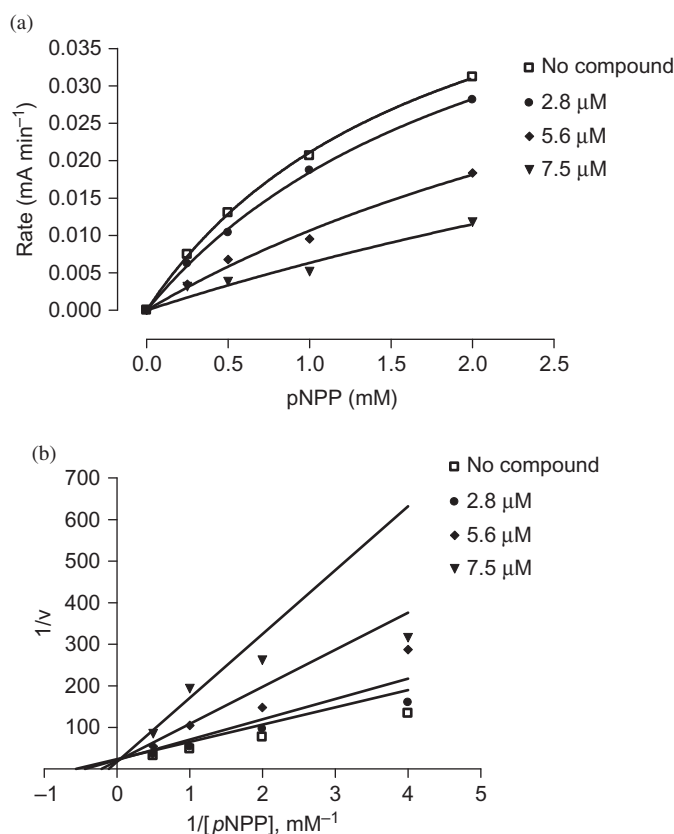 (a)
0.035
0.030
0.025
0.020
0.015
0.010
0.005
0.000
Rate (mA min⁻¹)
0.0 0.5 1.0 1.5 2.0 2.5
pNPP (mM)
No compound
2.8 μM
5.6 μM
7.5 μM
(b)
700
600
500
400
300
200
100
1/v
−1 0 1 2 3 4 5
1/[pNPP], mM⁻¹
No compound
2.8 μM
5.6 μM
7.5 μM